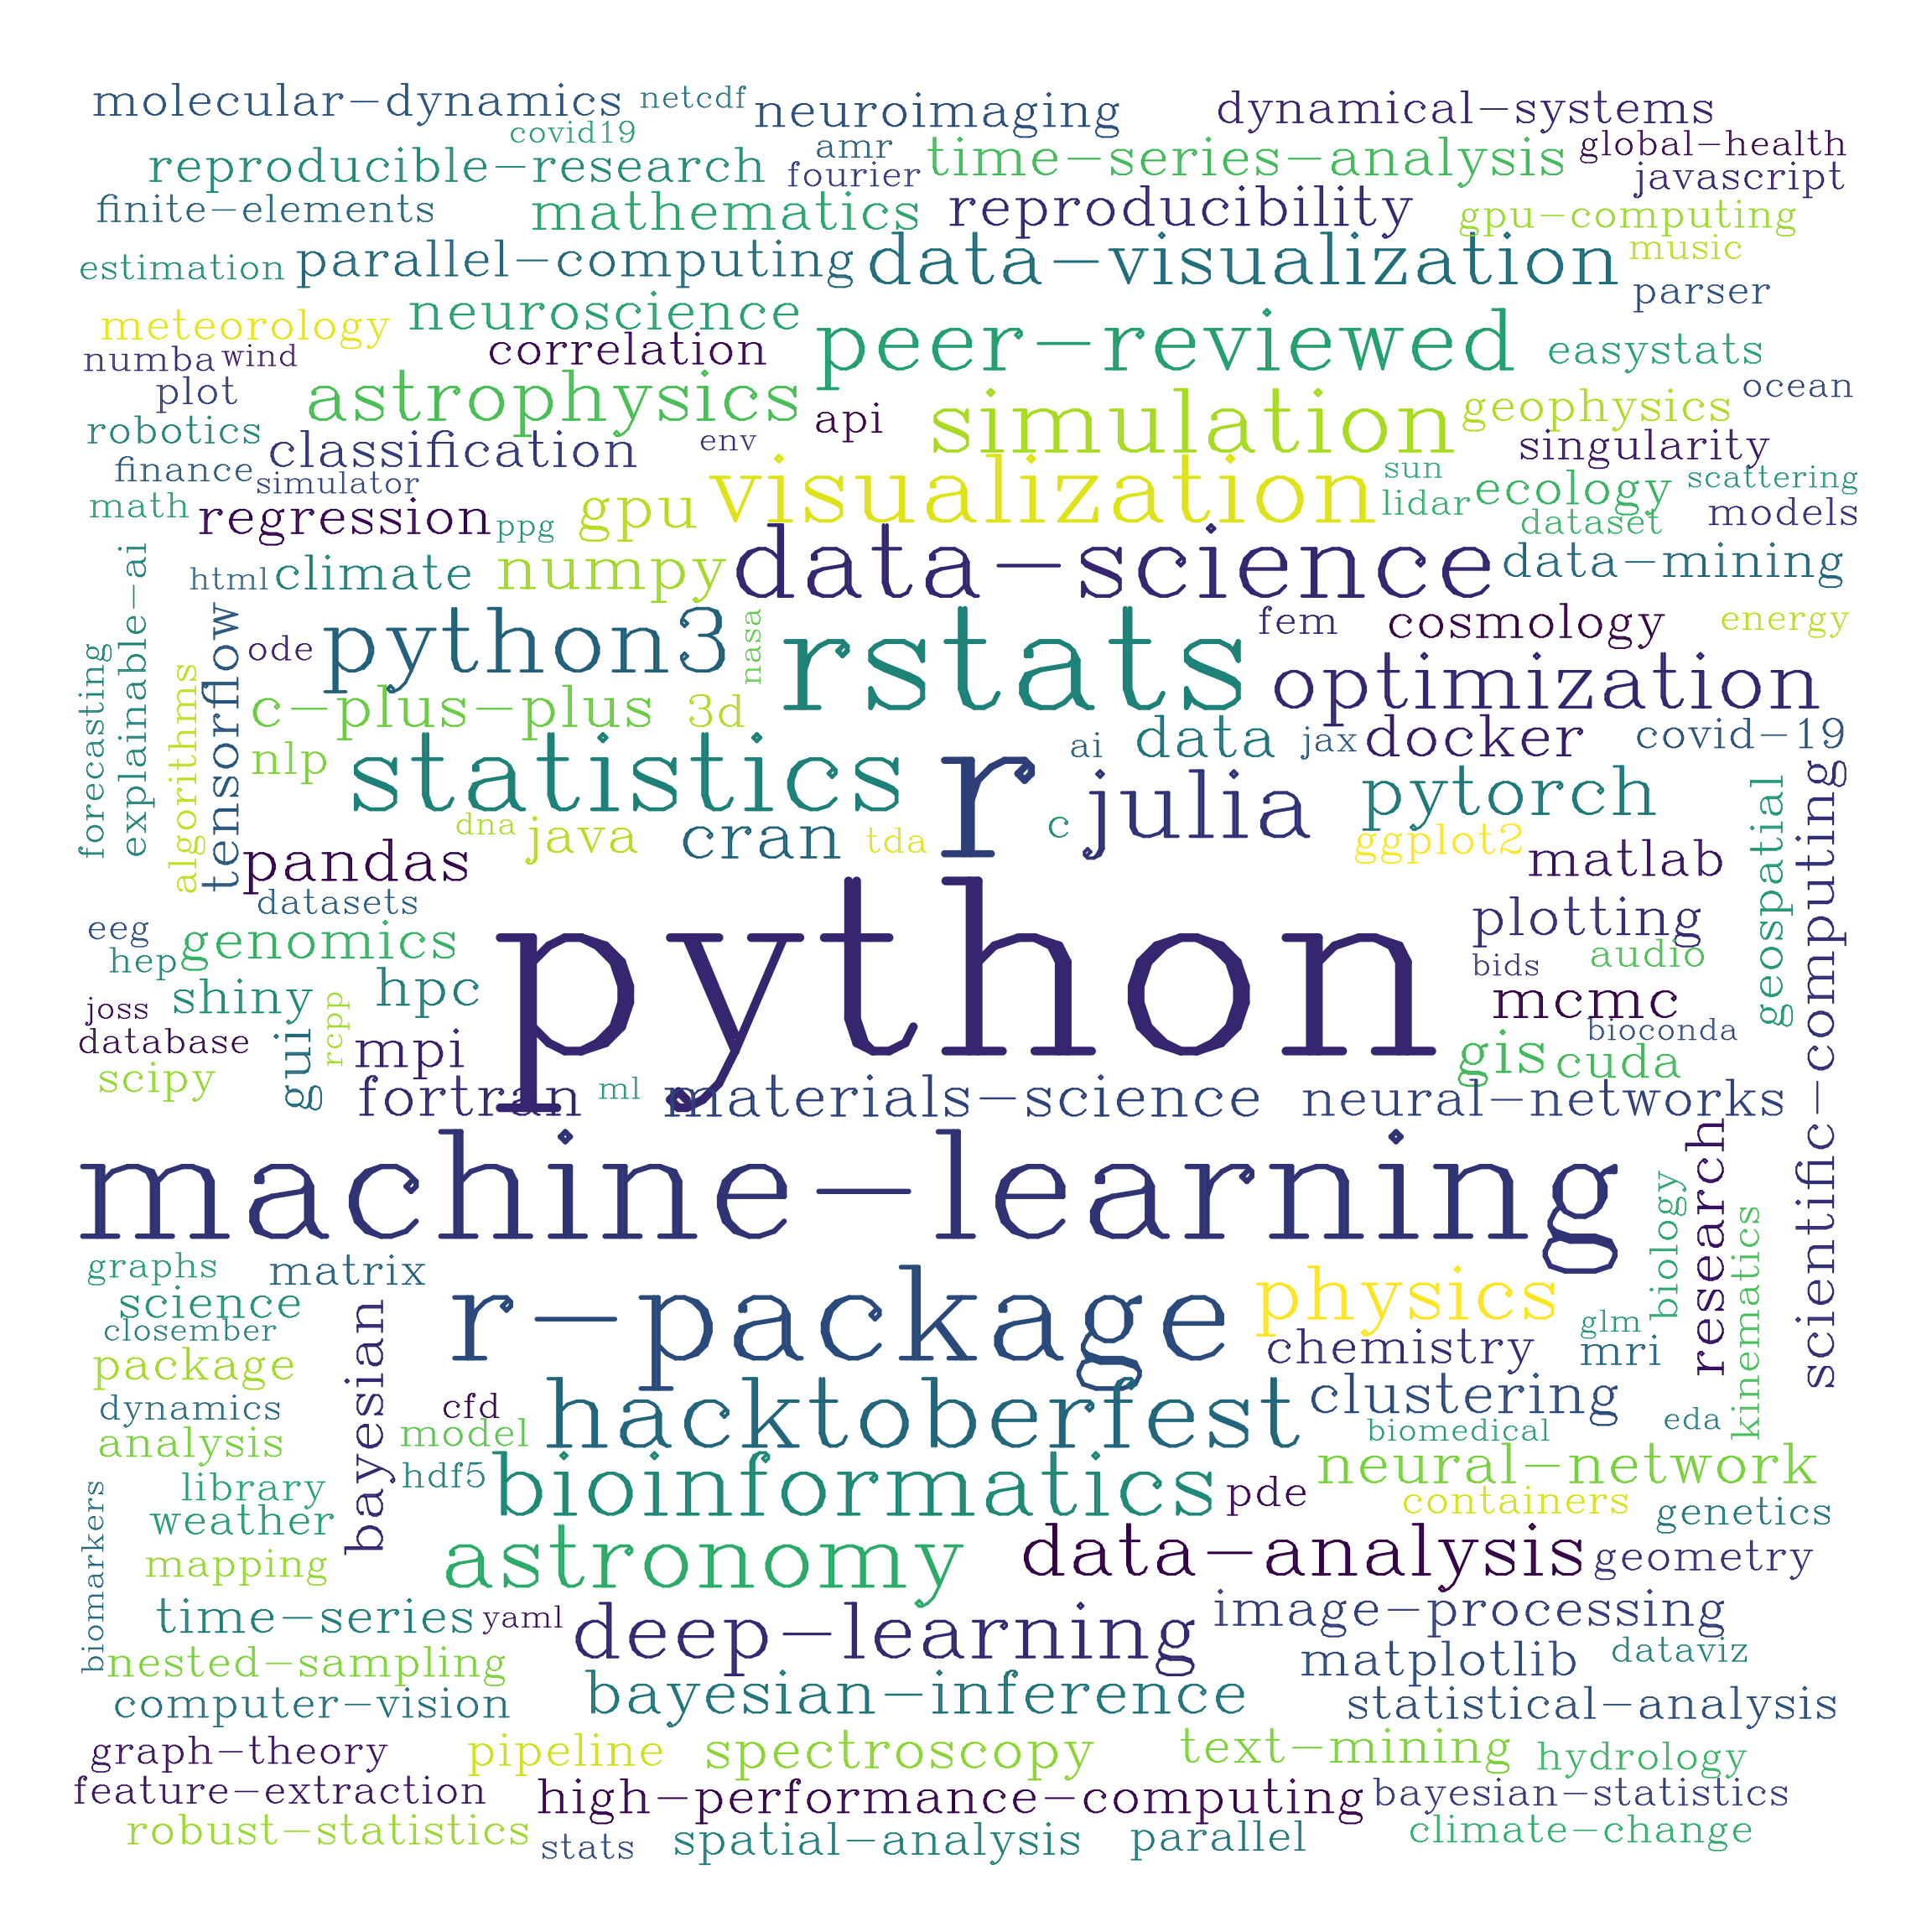 molecular-dynamics netcdf neuroimaging dynamical-systems
covid19 amr global-health
reproducible-research fourier time-series-analysis javascript
finite-elements mathematics reproducibility gpu-computing
estimation parallel-computing data-visualization music
parser
meteorology neuroscience peer-reviewed easystats
numba wind correlation
plot astrophysics api simulation geophysics ocean
robotics classification env singularity
finance simulator visualization sun ecology scattering
math regression ppg gpu lidar dataset models
html climate numpy data-science data-mining
explainable-ai
forecasting
algorithms
tensorflow
ode python3 nasa rstats fem cosmology energy
c-plus-plus 3d optimization
nlp statistics r ai data jax docker covid-19
dna java cran tda c julia pytorch
pandas ggplot2 matlab
geospatial
scientific-computing
datasets
eeg genomics python plotting
hep audio
bids
joss shiny rcpp hpc mcmc
database gui mpi bioconda
scipy gis cuda
fortran ml materials-science neural-networks
machine-learning
research
biology
kinematics
graphs matrix
science r-package physics
closember bayesian glm
package chemistry mri
dynamics cfd hacktoberfest clustering
analysis model biomedical eda
library hdf5 bioinformatics neural-network
biomarkers pde containers
weather genetics
mapping astronomy data-analysis geometry
time-series yaml deep-learning image-processing
nested-sampling matplotlib dataviz
computer-vision bayesian-inference statistical-analysis
graph-theory pipeline spectroscopy text-mining hydrology
feature-extraction high-performance-computing bayesian-statistics
robust-statistics stats spatial-analysis parallel climate-change